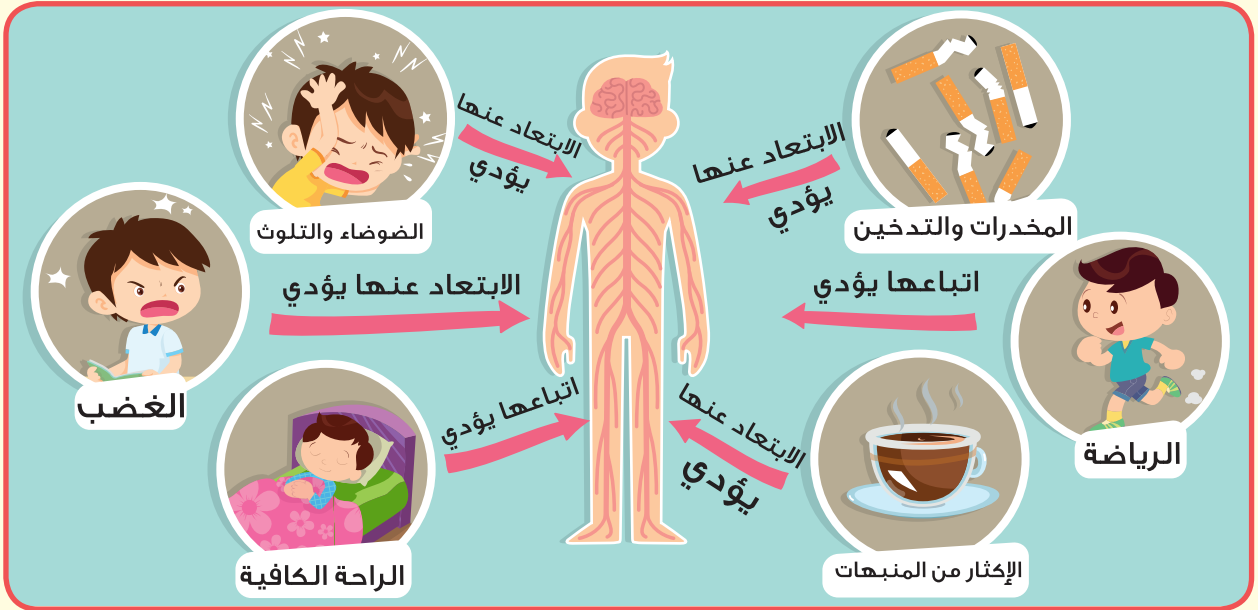 المخدرات والتدخين
الابتعاد عنها
يؤدي
الرياضة
اتباعها يؤدي
الإكثار من المنبهات
الابتعاد عنها
يؤدي
الضوضاء والتلوث
الابتعاد عنها
يؤدي
الغضب
الابتعاد عنها يؤدي
الراحة الكافية
اتباعها يؤدي